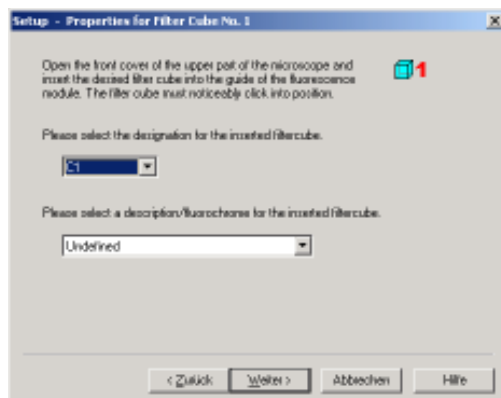 Setup - Properties for Filter Cube No. 1
Open the front cover of the upper part of the microscope and
insert the desired filter cube into the guide of the fluorescence
module. The filter cube must noticeably click into position.
1
Please select the designation for the inserted filtercube.
Please select a description/fluorochrome for the inserted filtercube.
Undefined
< Zurück
Weiter >
Abbrechen
Hilfe